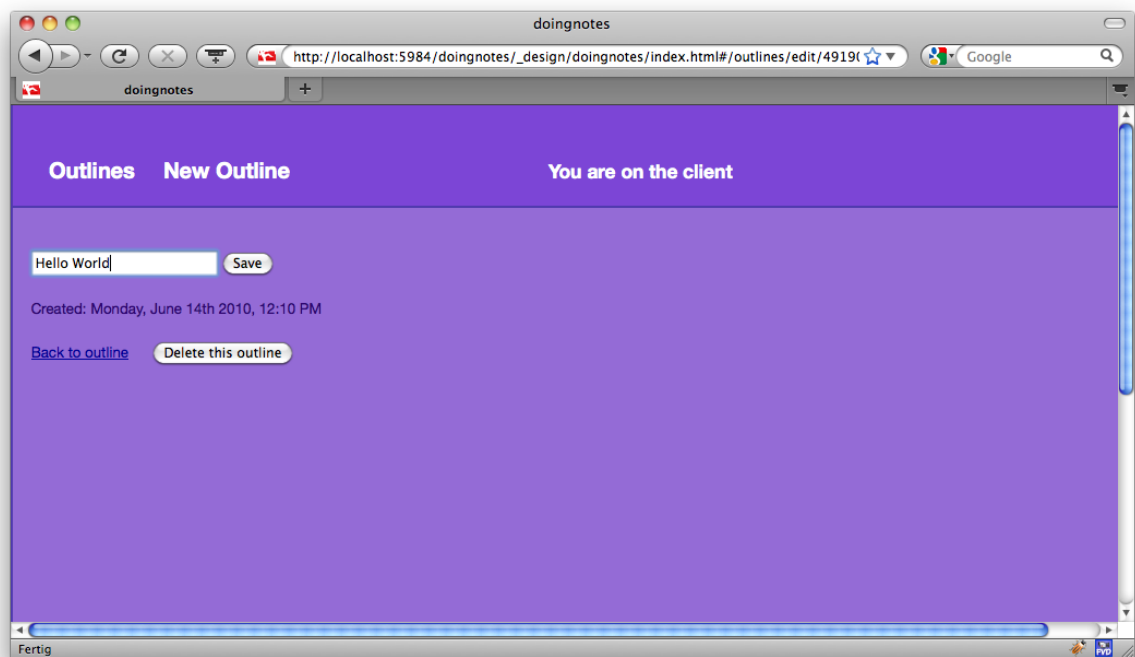 doingnotes
http://localhost:5984/doingnotes/_design/doingnotes/index.html#/outlines/edit/4919
Google
doingnotes
+
Outlines New Outline You are on the client
Hello World Save
Created: Monday, June 14th 2010, 12:10 PM
Back to outline Delete this outline
Fertig
FVD